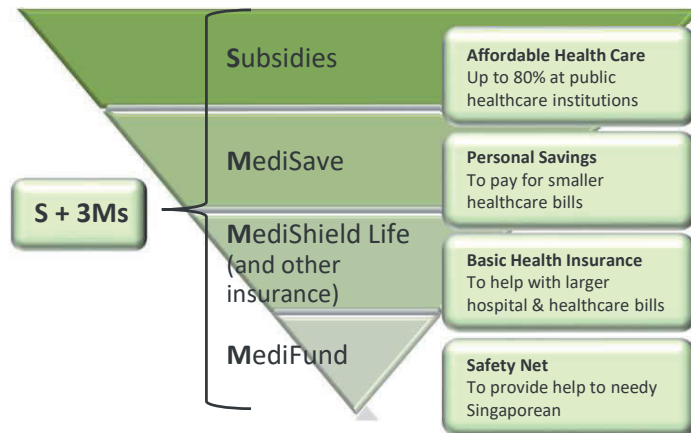 Subsidies
Affordable Health Care
Up to 80% at public
healthcare institutions
MediSave
Personal Savings
To pay for smaller
healthcare bills
S + 3Ms
MediShield Life
(and other
insurance)
Basic Health Insurance
To help with larger
hospital & healthcare bills
MediFund
Safety Net
To provide help to needy
Singaporean